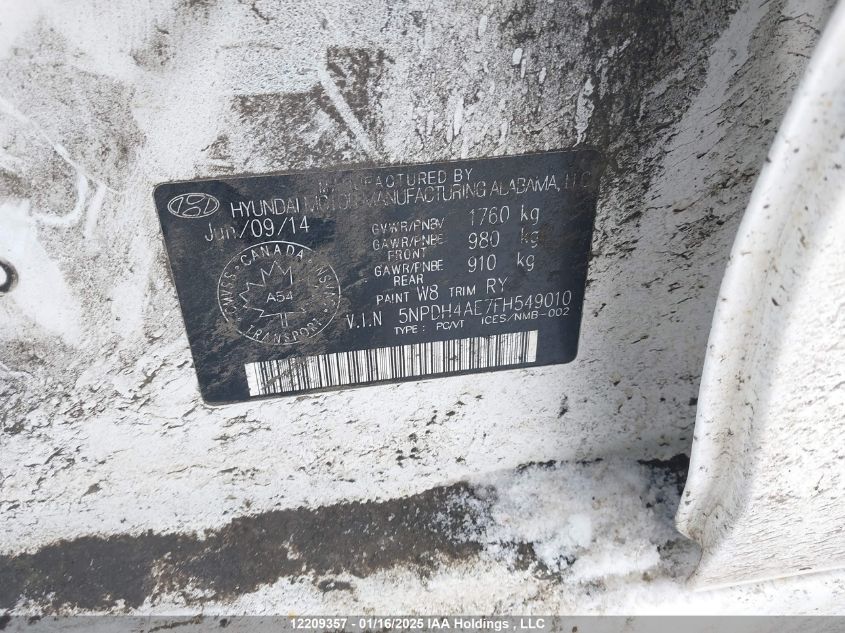 MANUFACTURED BY
HYUNDAI MOTOR MANUFACTURING ALABAMA, LLC
Jun/09/14
GVWR/PNBV 1760 kg
GAWR/PNBE FRONT 980 kg
GAWR/PNBE REAR 910 kg
PAINT W8 TRIM RY
V.I.N 5NPDH4AE7FH549010
TYPE : PC/VT ICES/NMB-002
CANADA
A54
TRANSPORT
12209357 - 01/16/2025 IAA Holdings , LLC